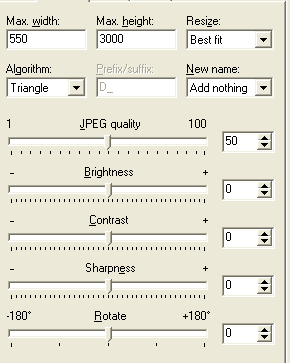 Max. width: Max. height: Resize:
550 3000 Best fit
Algorithm: Prefix/suffix: New name:
Triangle D_ Add nothing
1 JPEG quality 100
50
- Brightness +
0
- Contrast +
0
- Sharpness +
0
-180° Rotate +180°
0